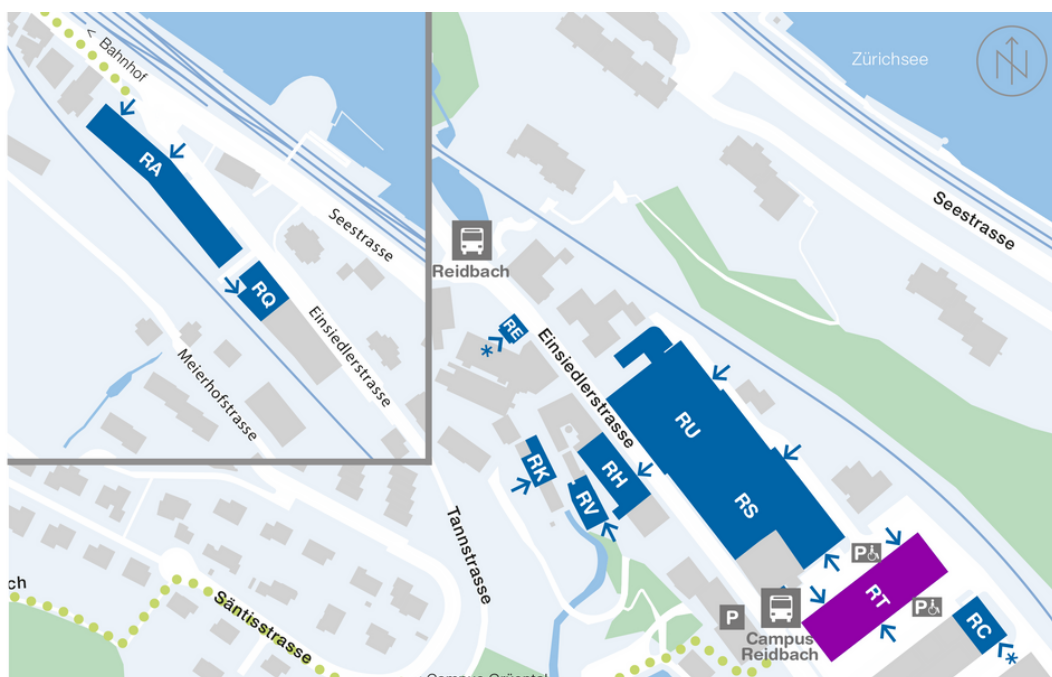 < Bahnhof
Zürichsee
N
RA
Seestrasse
Seestrasse
Reidbach
RQ
Einsiedlerstrasse
RE
*
Einsiedlerstrasse
Meierhofstrasse
RU
RK
RH
RV
RS
Tannstrasse
P
RT
P
P
RC
*
ch
Säntisstrasse
Campus
Reidbach